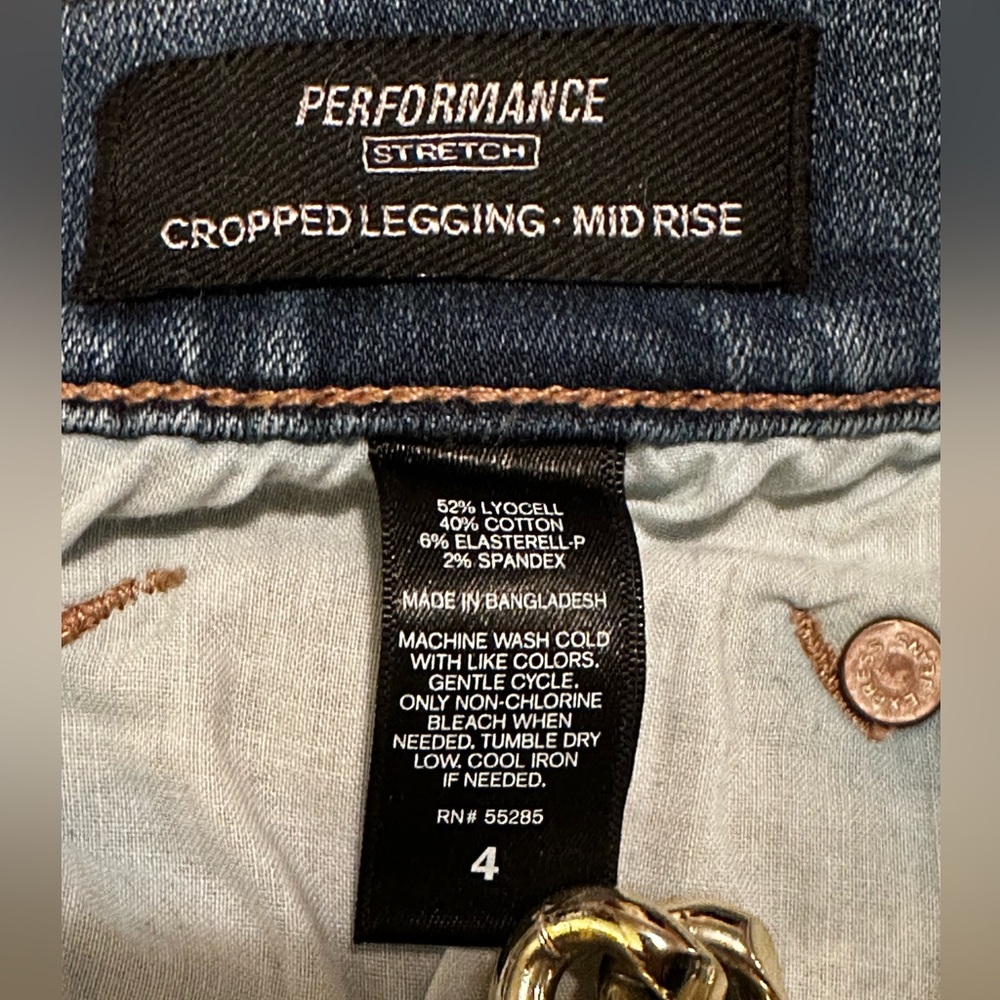 PERFORMANCE
STRETCH
CROPPED LEGGING · MID RISE
52% LYOCELL
40% COTTON
6% ELASTERELL-P
2% SPANDEX
MADE IN BANGLADESH
MACHINE WASH COLD
WITH LIKE COLORS.
GENTLE CYCLE.
ONLY NON-CHLORINE
BLEACH WHEN
NEEDED. TUMBLE DRY
LOW. COOL IRON
IF NEEDED.
RN# 55285
4
EXPRESS JEANS